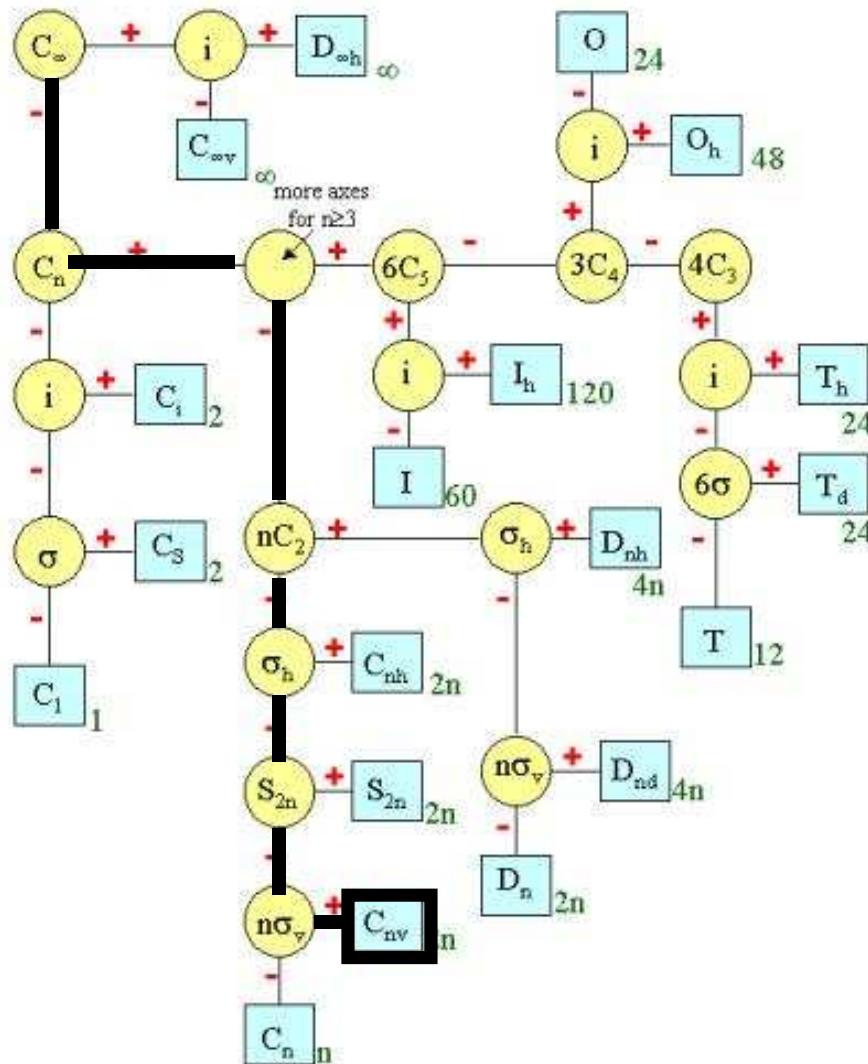 C∞ + i + D∞h ∞
- -
C∞v ∞
O 24
-
i + Oh 48
+
more axes
for n≥3
Cn + + 6C5 - 3C4 - 4C3
- - + +
i + Ci 2
i + Ih 120
i + Th 24
- - -
I 60
6σ + Td 24
-
T 12
σ + CS 2
-
C1 1
nC2 + σh + Dnh 4n
- -
σh + Cnh 2n
-
S2n + S2n 2n
-
nσv + Dnd 4n
-
Dn 2n
nσv + Cnv n
-
Cn n